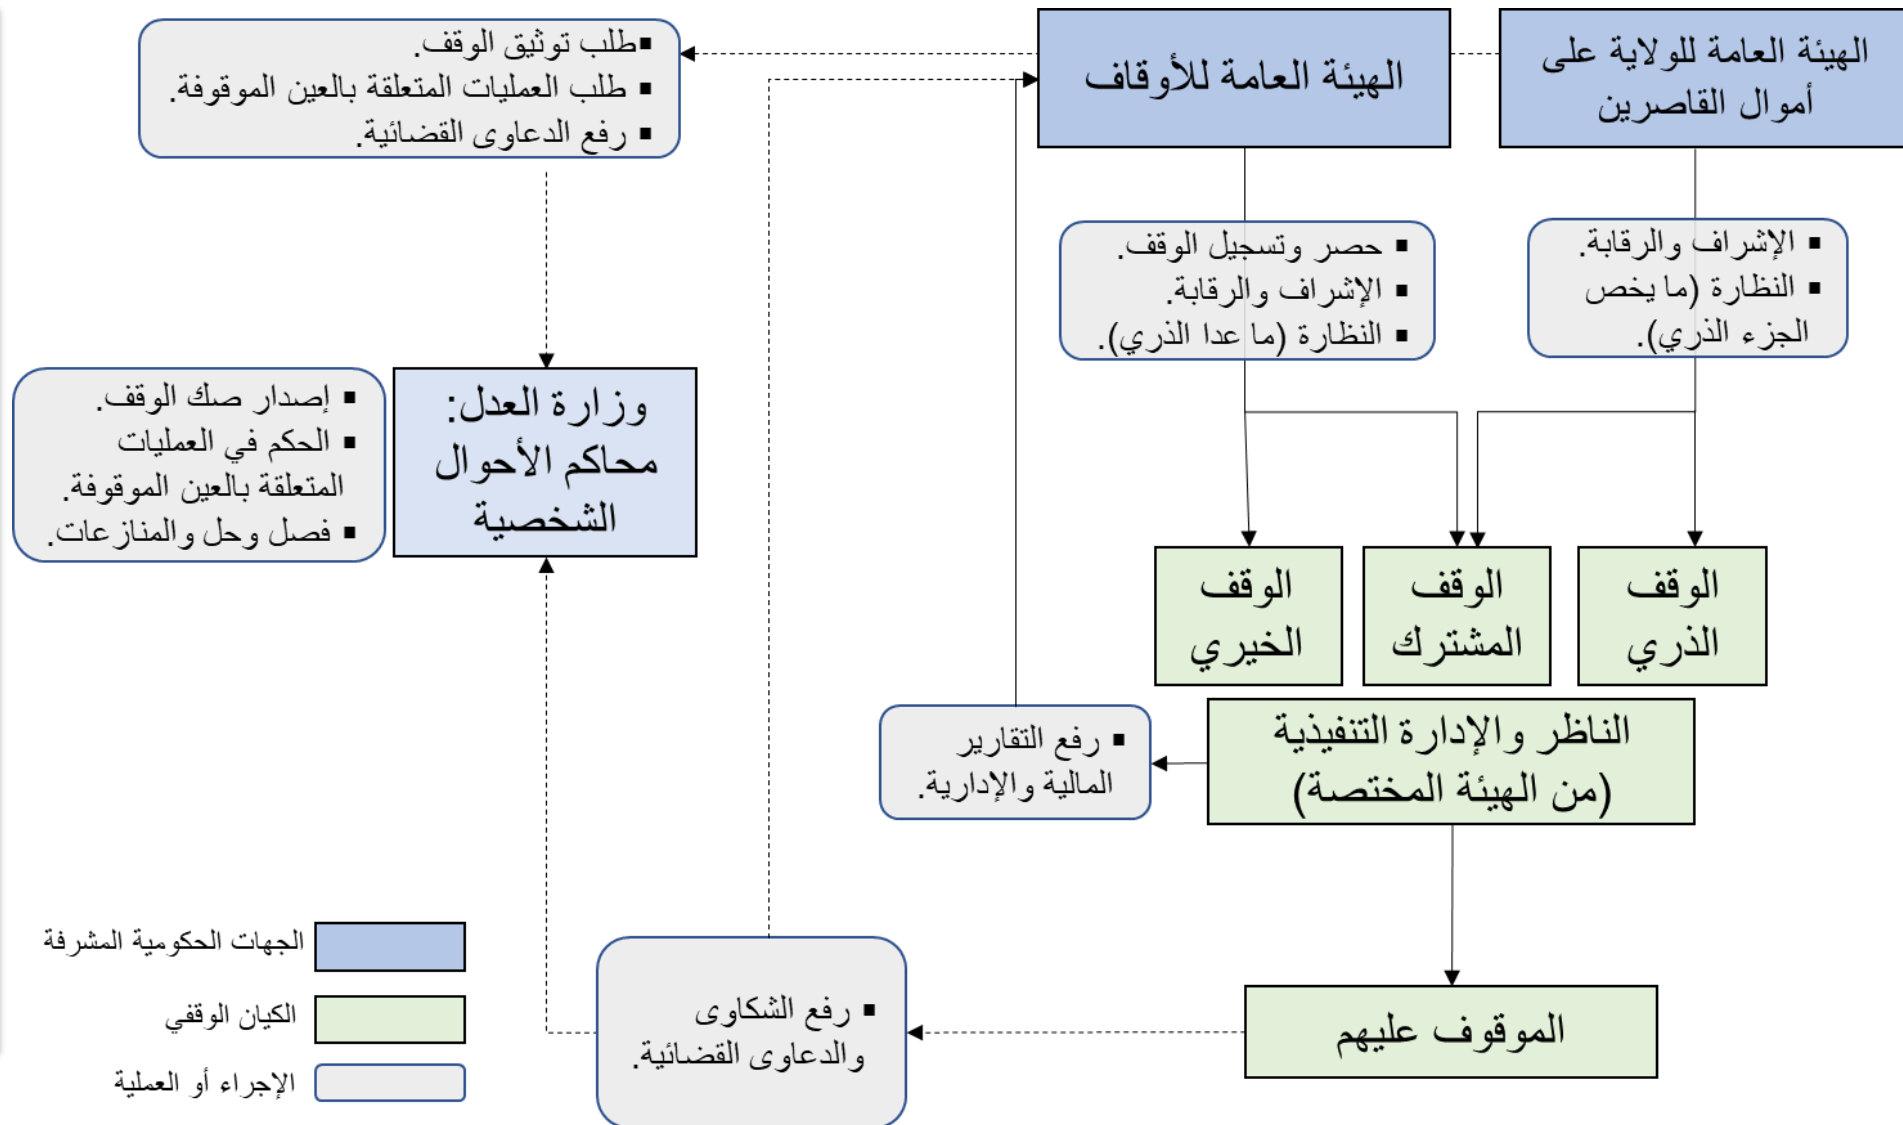 الهيئة العامة للولاية على
أموال القاصرين
الهيئة العامة للأوقاف
▪ طلب توثيق الوقف.
▪ طلب العمليات المتعلقة بالعين الموقوفة.
▪ رفع الدعاوى القضائية.
▪ الإشراف والرقابة.
▪ النظارة (ما يخص
الجزء الذري).
▪ حصر وتسجيل الوقف.
▪ الإشراف والرقابة.
▪ النظارة (ما عدا الذري).
وزارة العدل:
محاكم الأحوال
الشخصية
▪ إصدار صك الوقف.
▪ الحكم في العمليات
المتعلقة بالعين الموقوفة.
▪ فصل وحل والمنازعات.
الوقف
الذري
الوقف
المشترك
الوقف
الخيري
الناظر والإدارة التنفيذية
(من الهيئة المختصة)
▪ رفع التقارير
المالية والإدارية.
الموقوف عليهم
▪ رفع الشكاوى
والدعاوى القضائية.
الجهات الحكومية المشرفة
الكيان الوقفي
الإجراء أو العملية